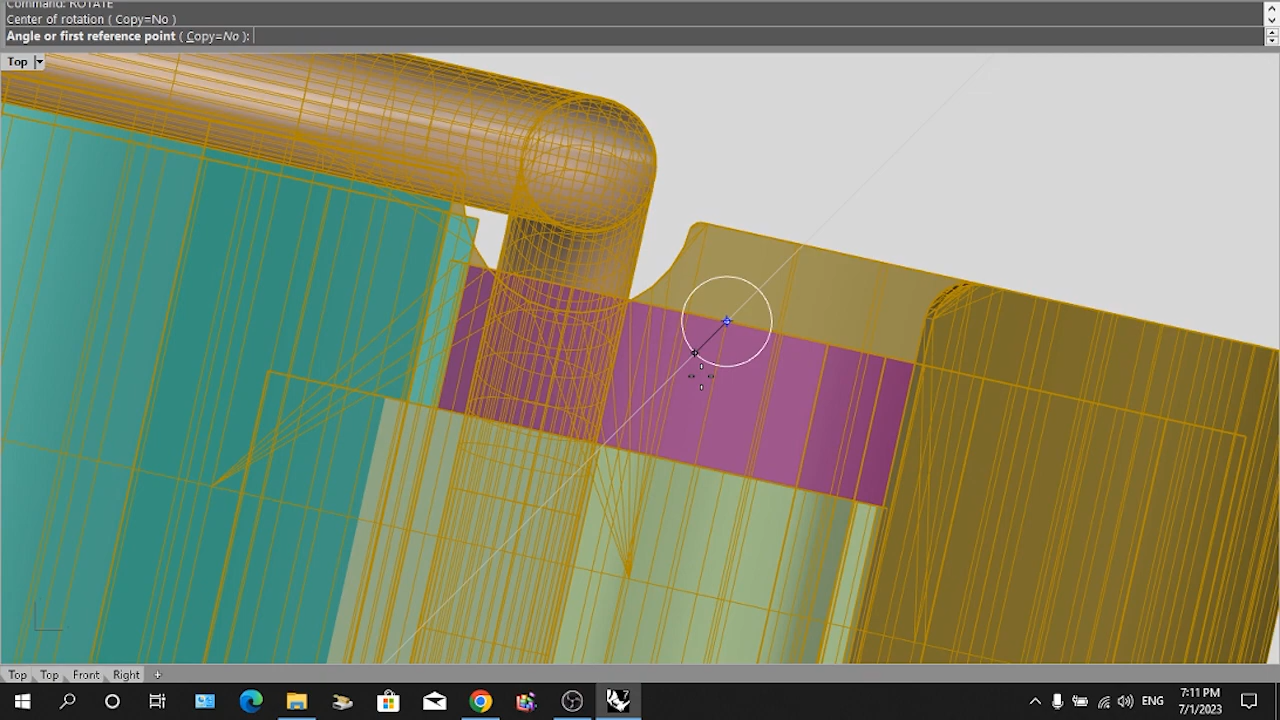 Command: ROTATE
Center of rotation ( Copy=No )
Angle or first reference point ( Copy=No ):
Top
Top Top Front Right
ENG
7:11 PM
7/1/2023
7